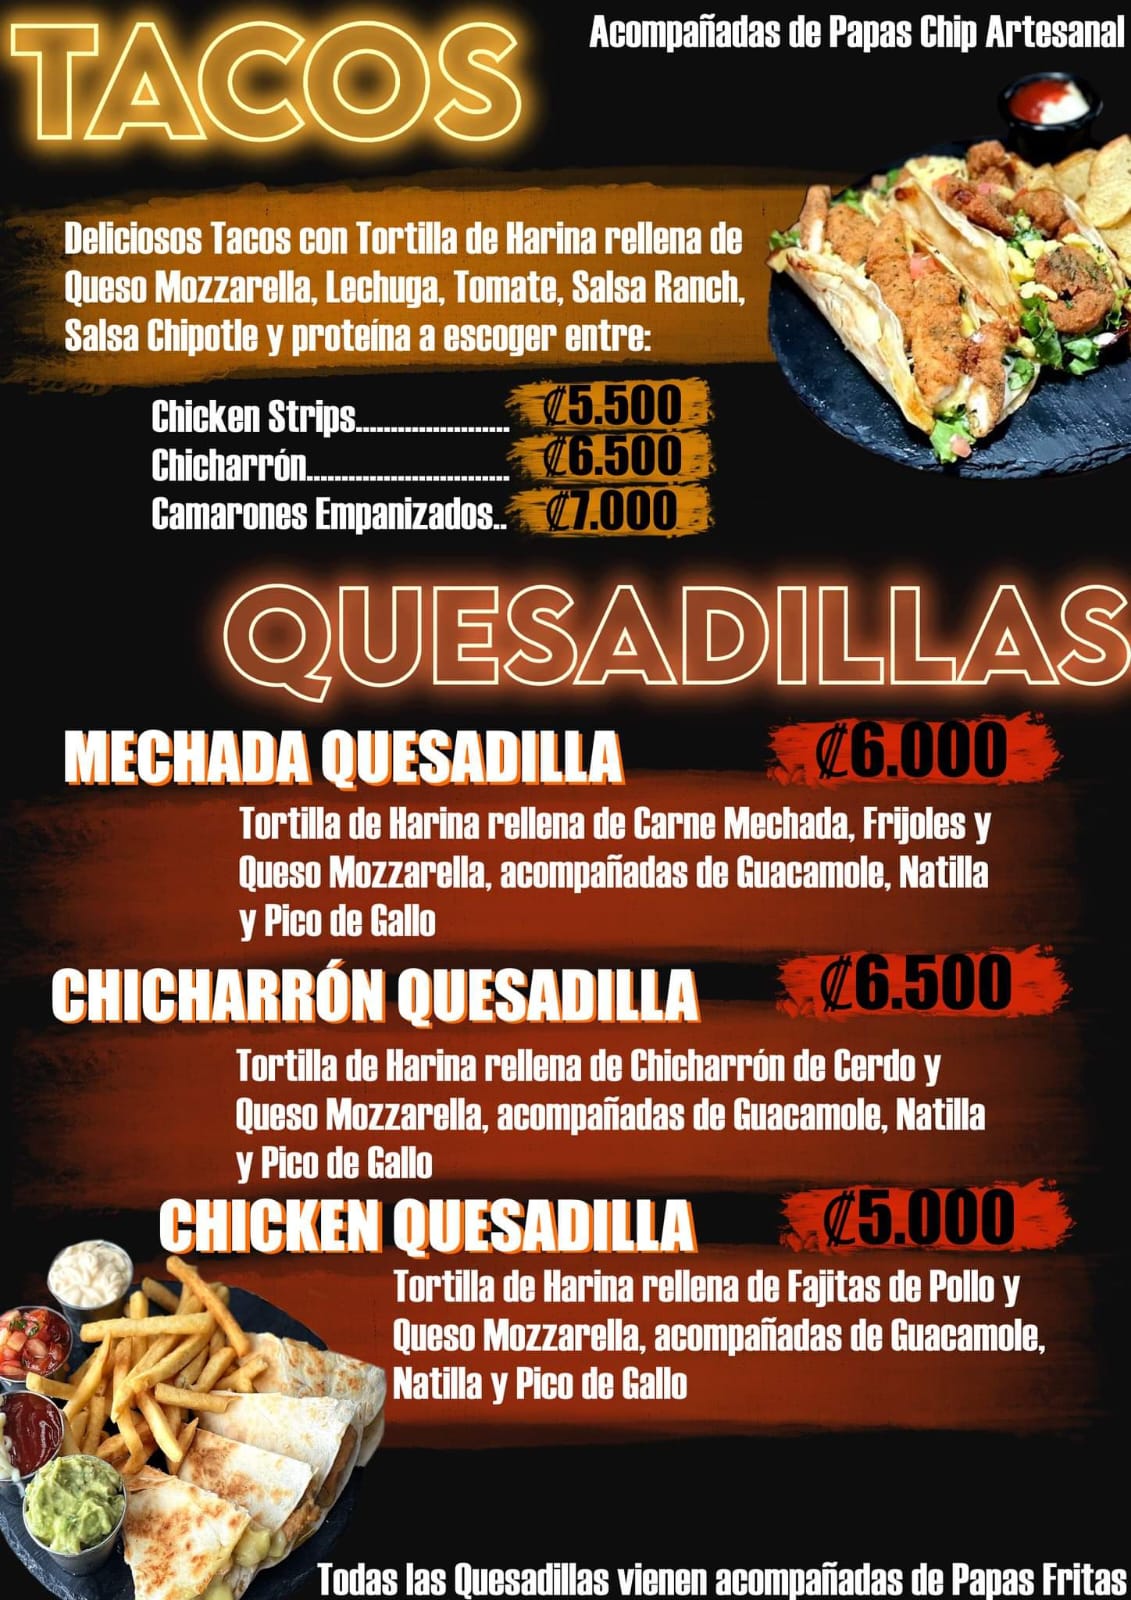 TACOS
Acompañadas de Papas Chip Artesanal
Deliciosos Tacos con Tortilla de Harina rellena de
Queso Mozzarella, Lechuga, Tomate, Salsa Ranch,
Salsa Chipotle y proteína a escoger entre:
Chicken Strips...................... ₡5.500
Chicharrón............................. ₡6.500
Camarones Empanizados.. ₡7.000
QUESADILLAS
MECHADA QUESADILLA ₡6.000
Tortilla de Harina rellena de Carne Mechada, Frijoles y
Queso Mozzarella, acompañadas de Guacamole, Natilla
y Pico de Gallo
CHICHARRÓN QUESADILLA ₡6.500
Tortilla de Harina rellena de Chicharrón de Cerdo y
Queso Mozzarella, acompañadas de Guacamole, Natilla
y Pico de Gallo
CHICKEN QUESADILLA ₡5.000
Tortilla de Harina rellena de Fajitas de Pollo y
Queso Mozzarella, acompañadas de Guacamole,
Natilla y Pico de Gallo
Todas las Quesadillas vienen acompañadas de Papas Fritas